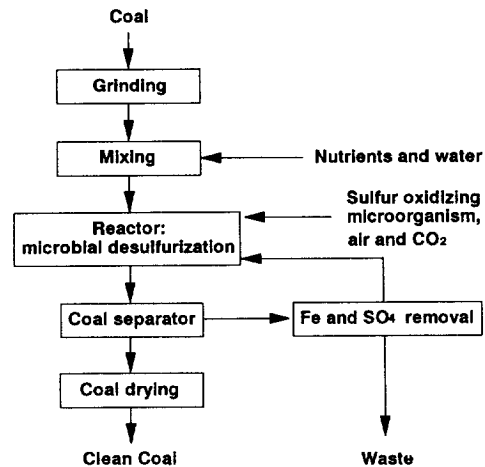 Coal
Grinding
Mixing
Nutrients and water
Reactor:
microbial desulfurization
Sulfur oxidizing
microorganism,
air and CO₂
Coal separator
Fe and SO₄ removal
Coal drying
Clean Coal
Waste